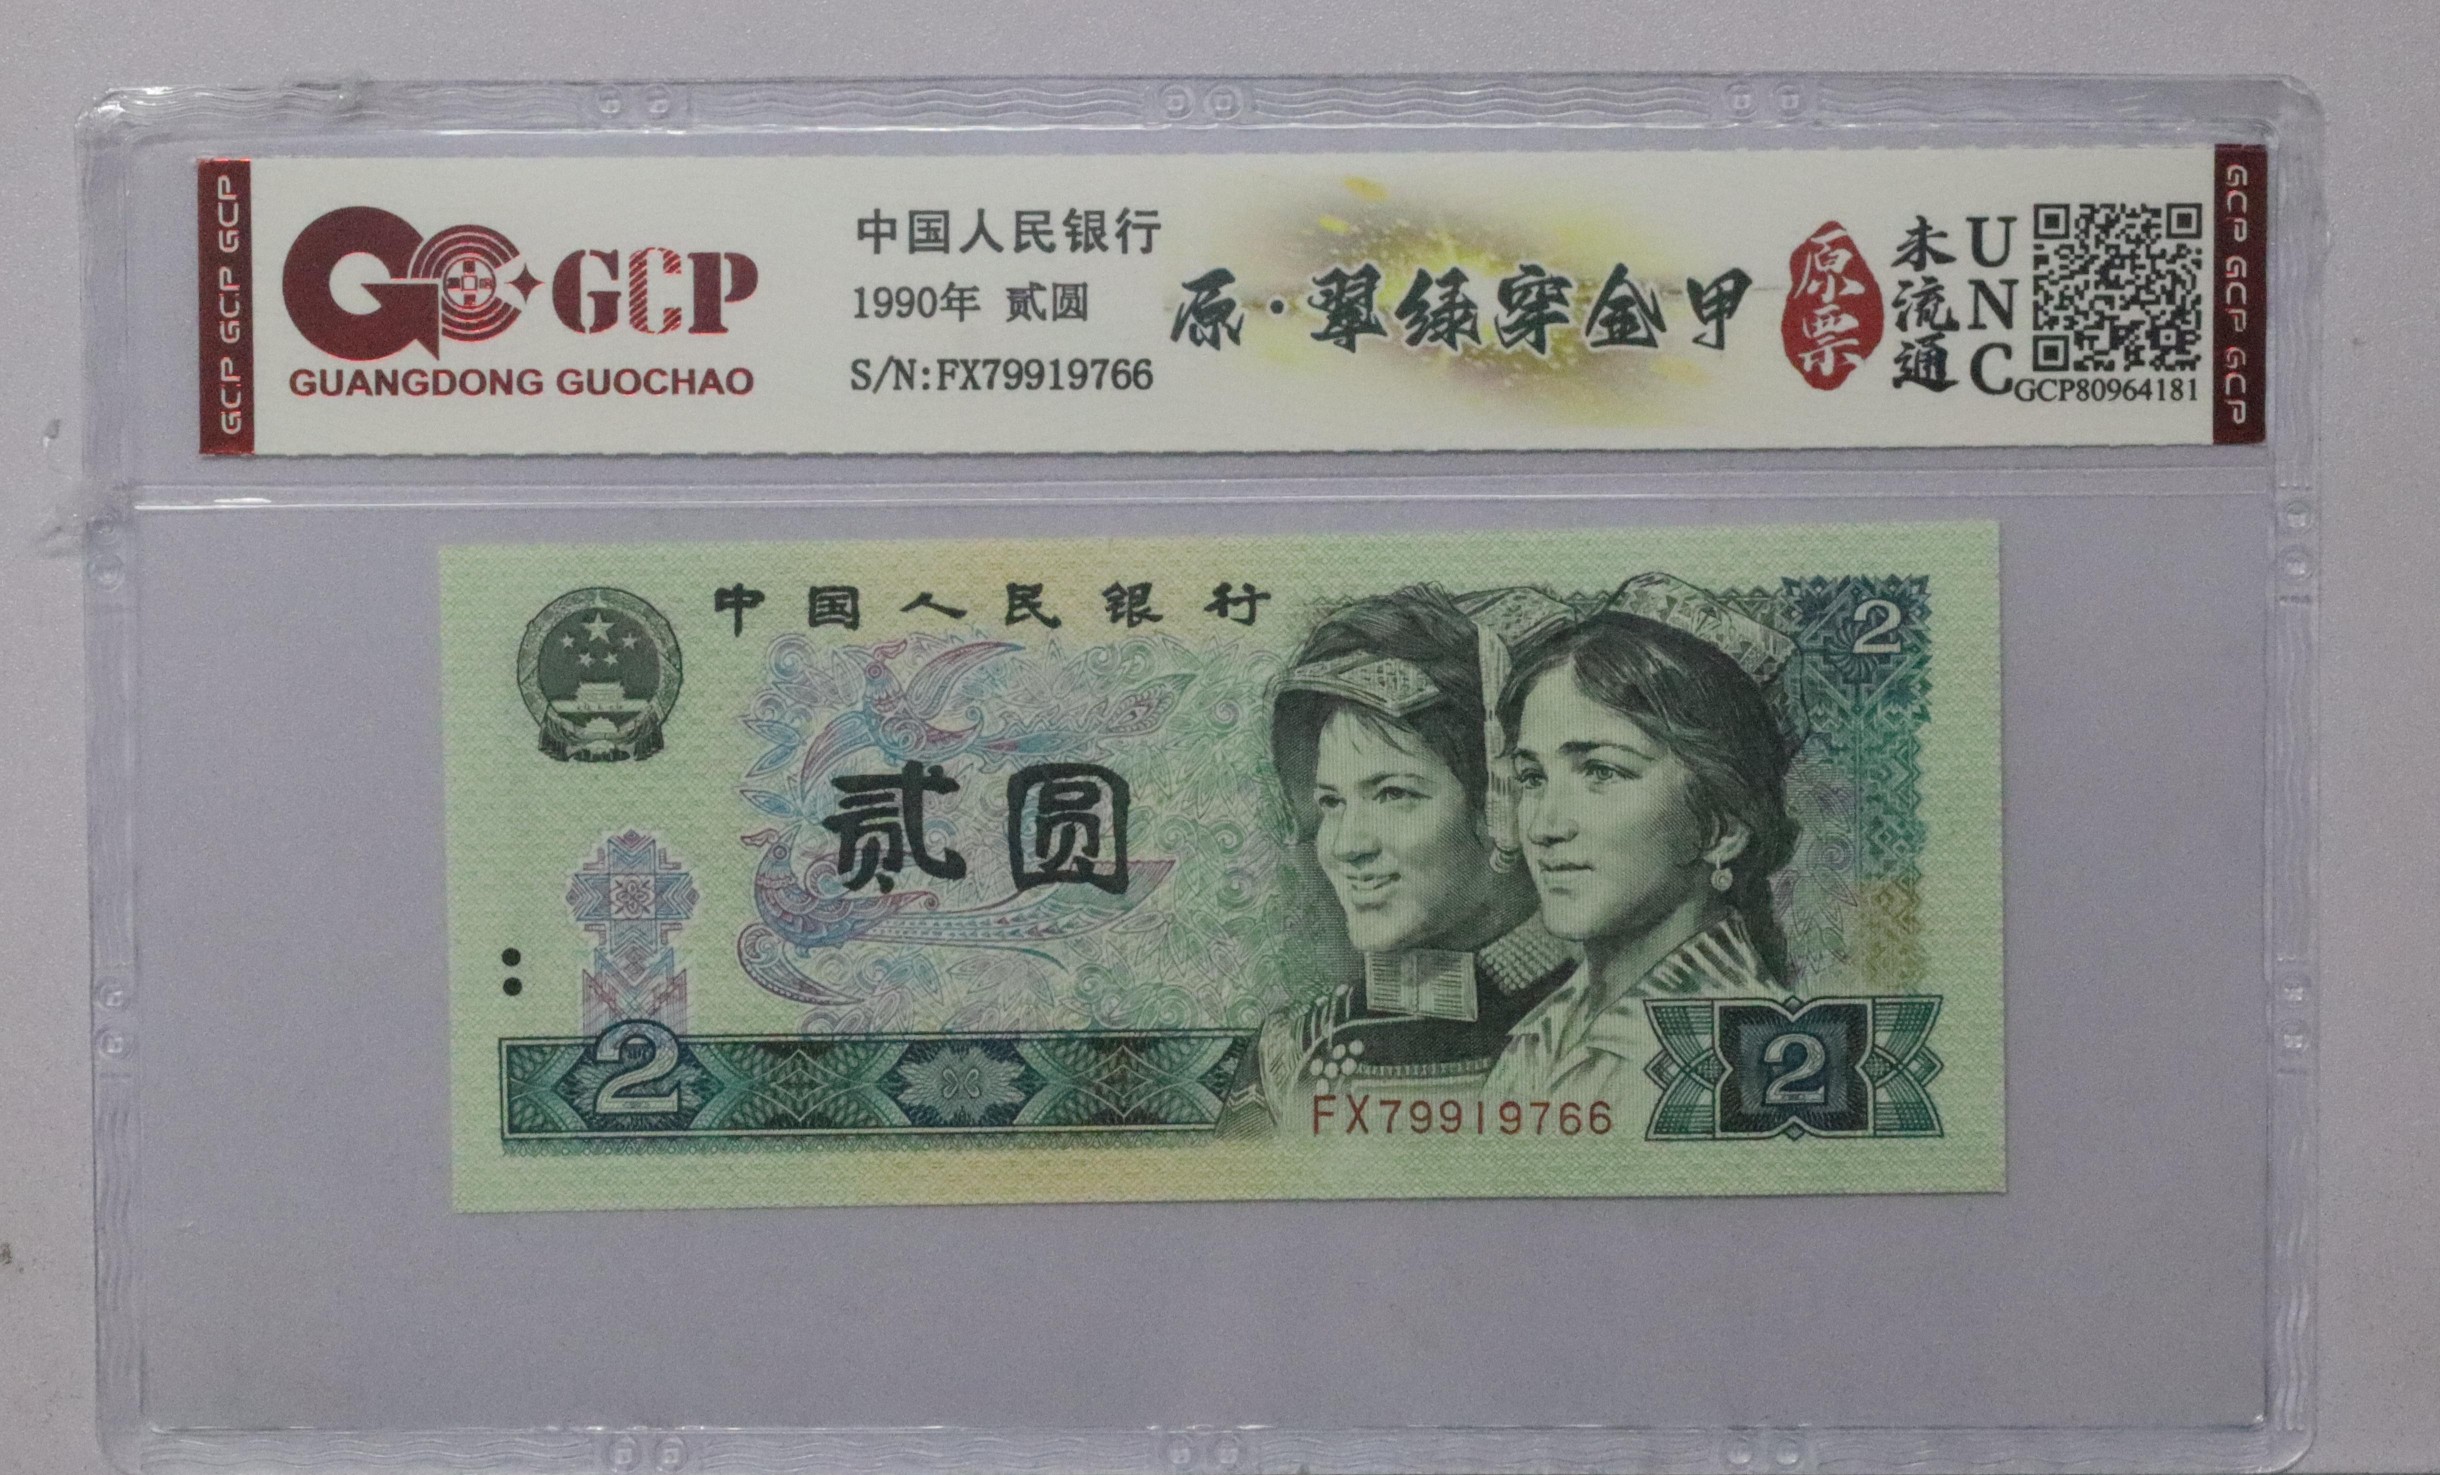 GCP GCP GCP
GCP
GUANGDONG GUOCHAO
中国人民银行
1990年 贰圆
S/N:FX79919766
原·翠绿穿金甲
原票
未流通
UNC
GCP80964181
GCP GCP GCP
中国人民银行
2
贰圆
2
FX79919766
2